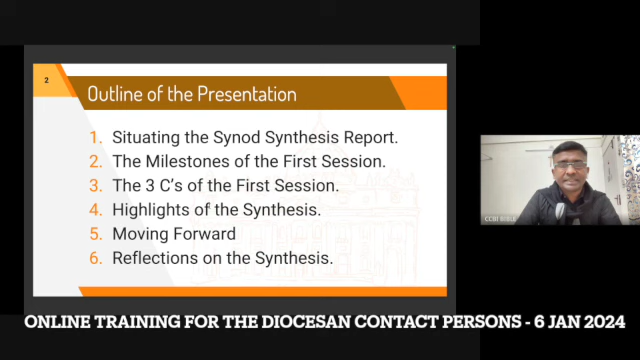 2
Outline of the Presentation
1. Situating the Synod Synthesis Report.
2. The Milestones of the First Session.
3. The 3 C's of the First Session.
4. Highlights of the Synthesis.
5. Moving Forward
6. Reflections on the Synthesis.
CCBI BIBLE
ONLINE TRAINING FOR THE DIOCESAN CONTACT PERSONS - 6 JAN 2024